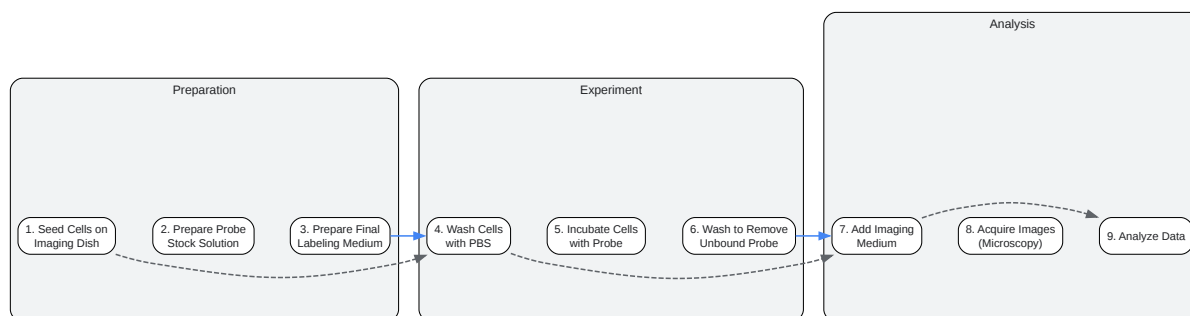 Analysis
Preparation
Experiment
1. Seed Cells on
Imaging Dish
2. Prepare Probe
Stock Solution
3. Prepare Final
Labeling Medium
4. Wash Cells
with PBS
5. Incubate Cells
with Probe
6. Wash to Remove
Unbound Probe
7. Add Imaging
Medium
8. Acquire Images
(Microscopy)
9. Analyze Data